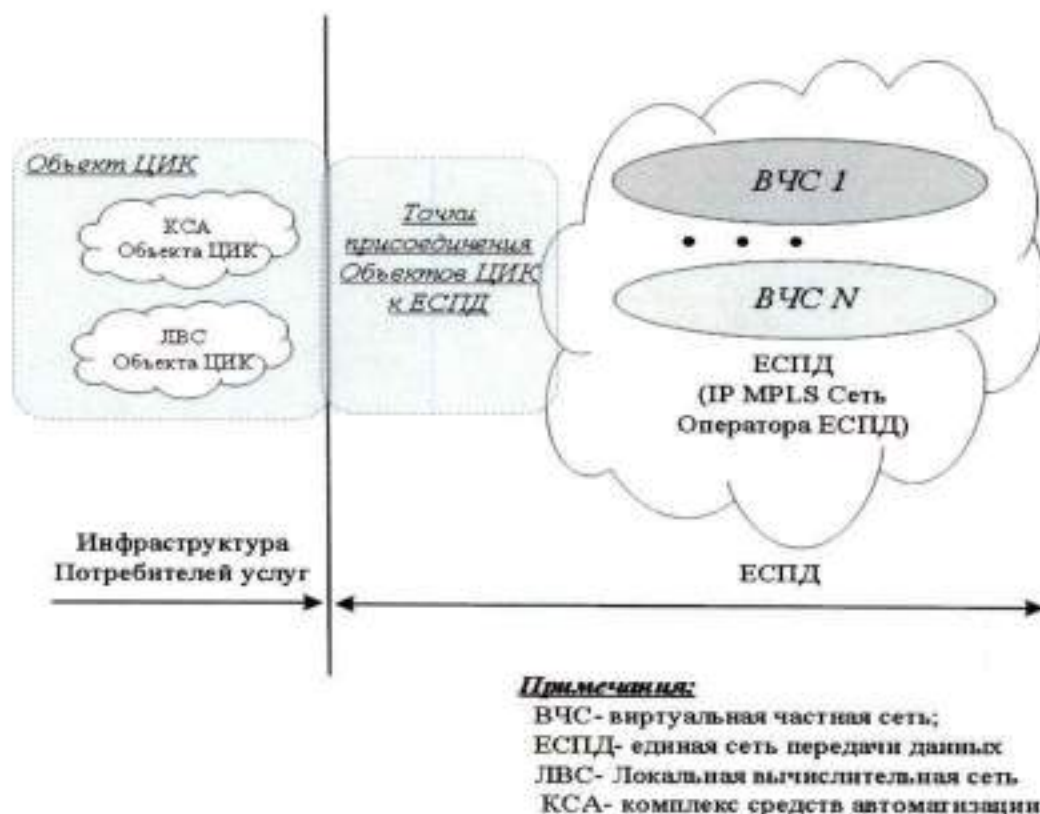 Объект ЦИК
КСА
Объекта ЦИК
ЛВС
Объекта ЦИК
Точки
присоединения
Объектов ЦИК
к ЕСПД
ВЧС 1
• • •
ВЧС N
ЕСПД
(IP MPLS Сеть
Оператора ЕСПД)
Инфраструктура
Потребителей услуг
ЕСПД
Примечания:
ВЧС- виртуальная частная сеть;
ЕСПД- единая сеть передачи данных
ЛВС- Локальная вычислительная сеть
КСА- комплекс средств автоматизации